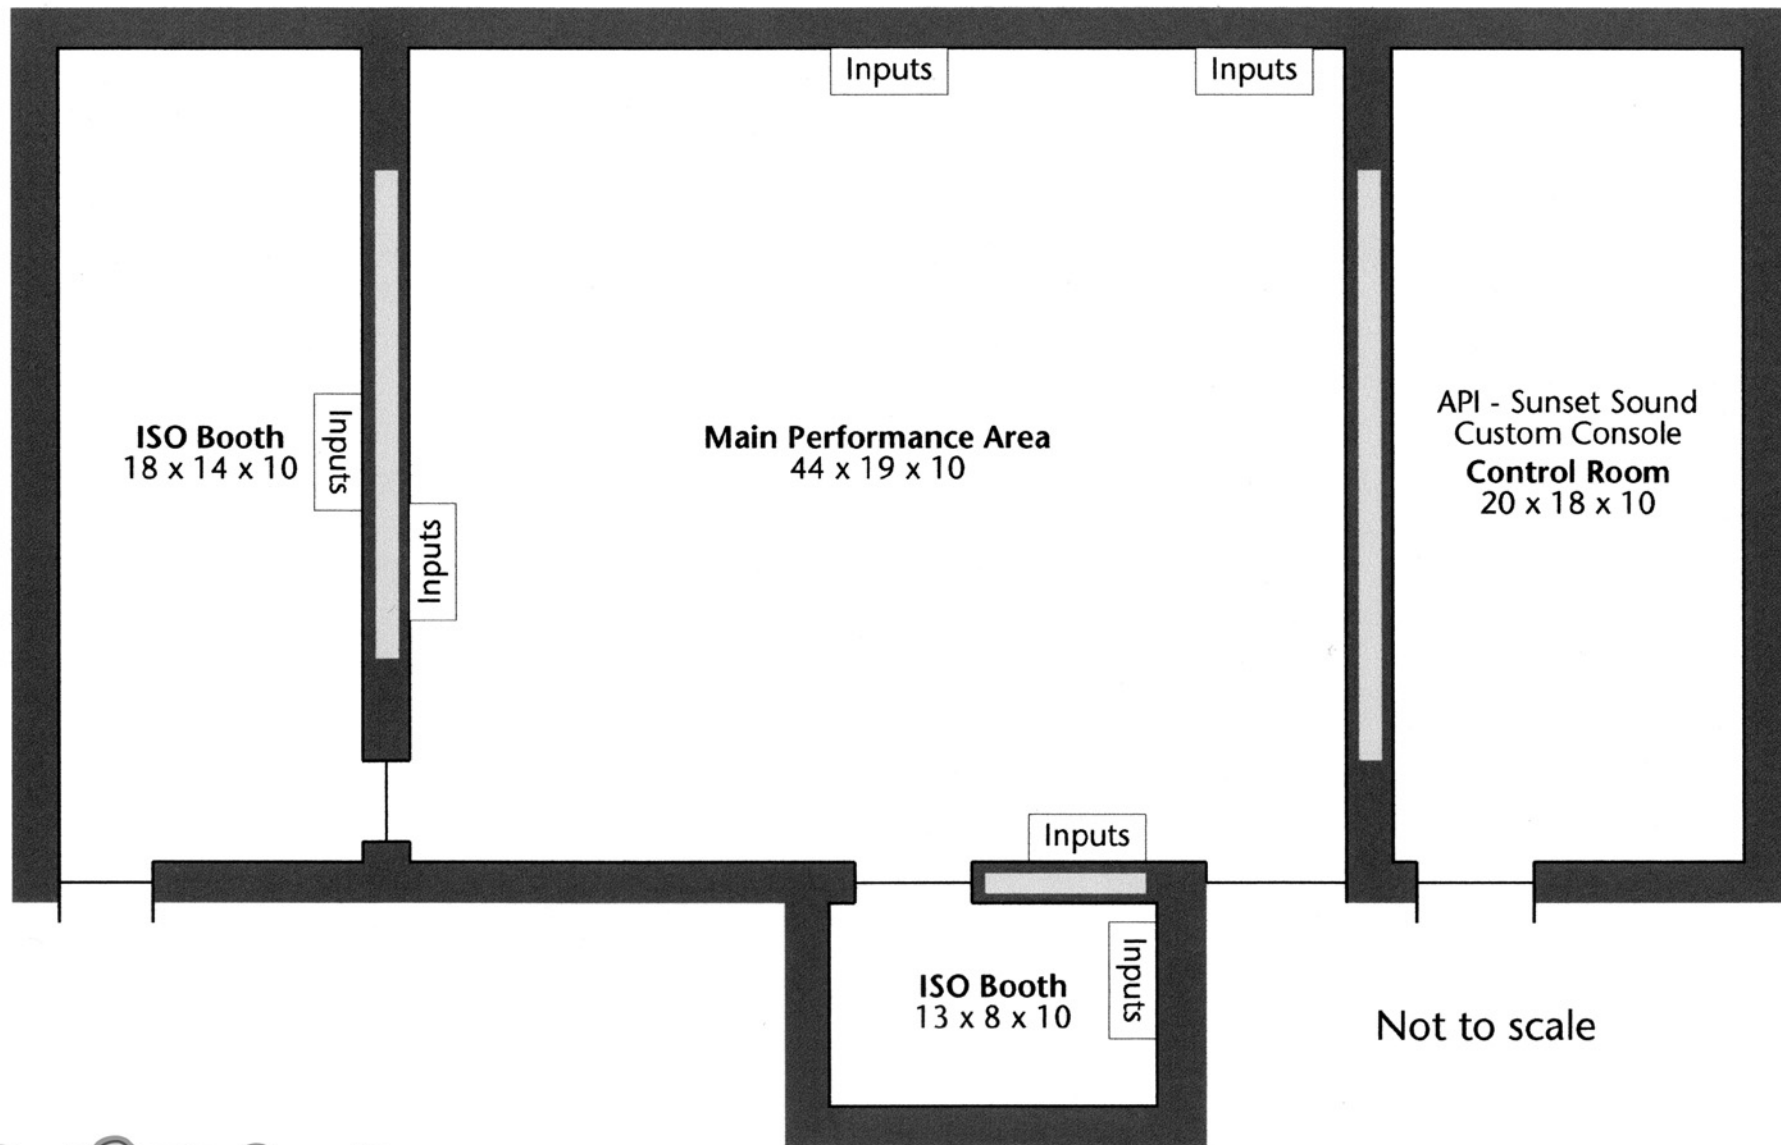 Inputs
Inputs
ISO Booth
18 x 14 x 10
Inputs
Inputs
Main Performance Area
44 x 19 x 10
API - Sunset Sound
Custom Console
Control Room
20 x 18 x 10
Inputs
ISO Booth
13 x 8 x 10
Inputs
Not to scale